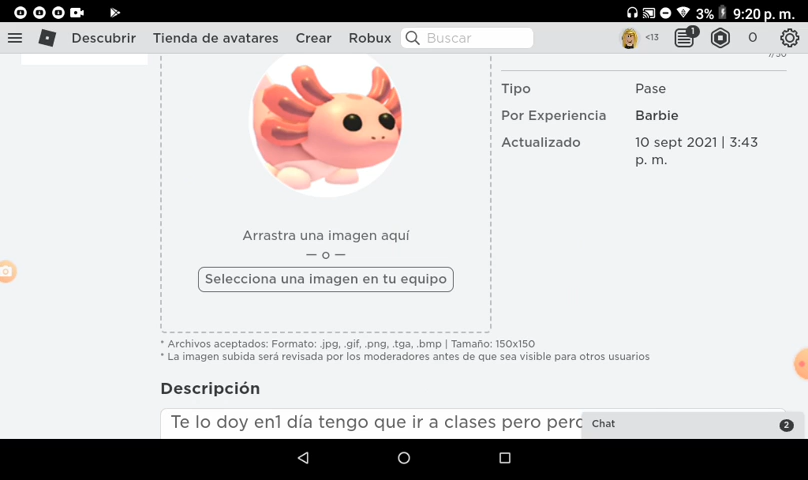 3% 9:20 p. m.
Descubrir Tienda de avatares Crear Robux Buscar <13 1 0
Tipo Pase
Por Experiencia Barbie
Actualizado 10 sept 2021 | 3:43
p. m.
Arrastra una imagen aquí
— o —
Selecciona una imagen en tu equipo
* Archivos aceptados: Formato: .jpg, .gif, .png, .tga, .bmp | Tamaño: 150x150
* La imagen subida será revisada por los moderadores antes de que sea visible para otros usuarios
Descripción
Te lo doy en1 día tengo que ir a clases pero
Chat 2